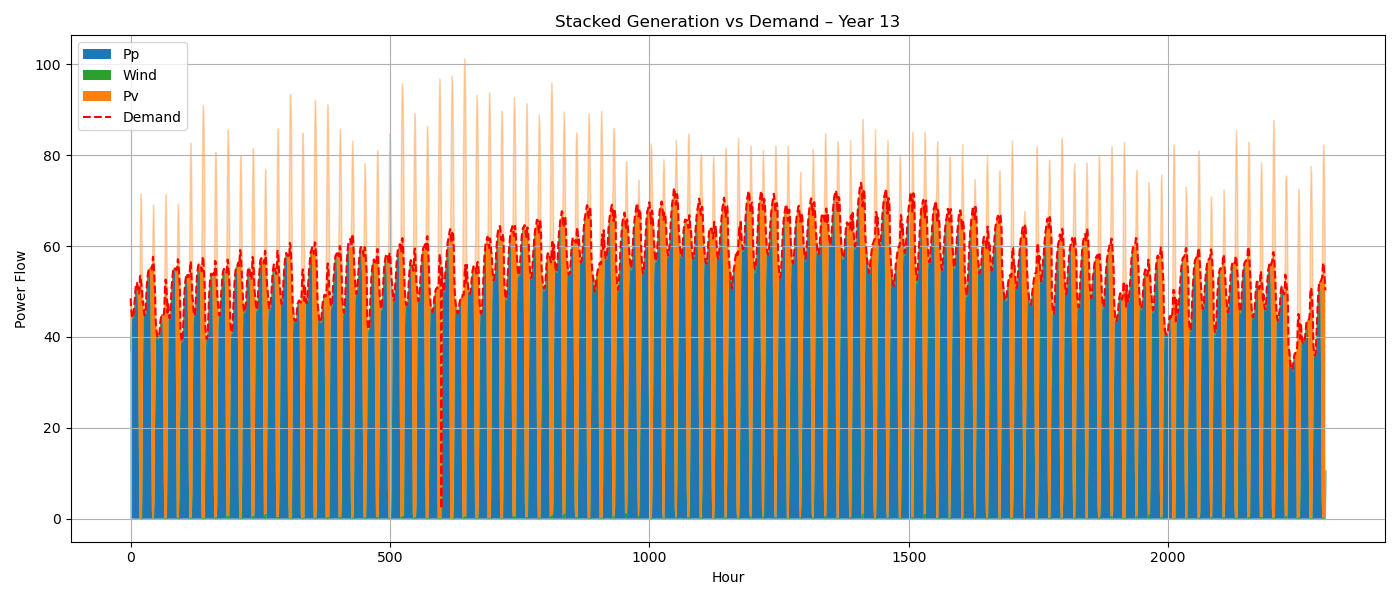 Stacked Generation vs Demand – Year 13
Pp
Wind
Pv
Demand
Power Flow
100
80
60
40
20
0
0 500 1000 1500 2000
Hour